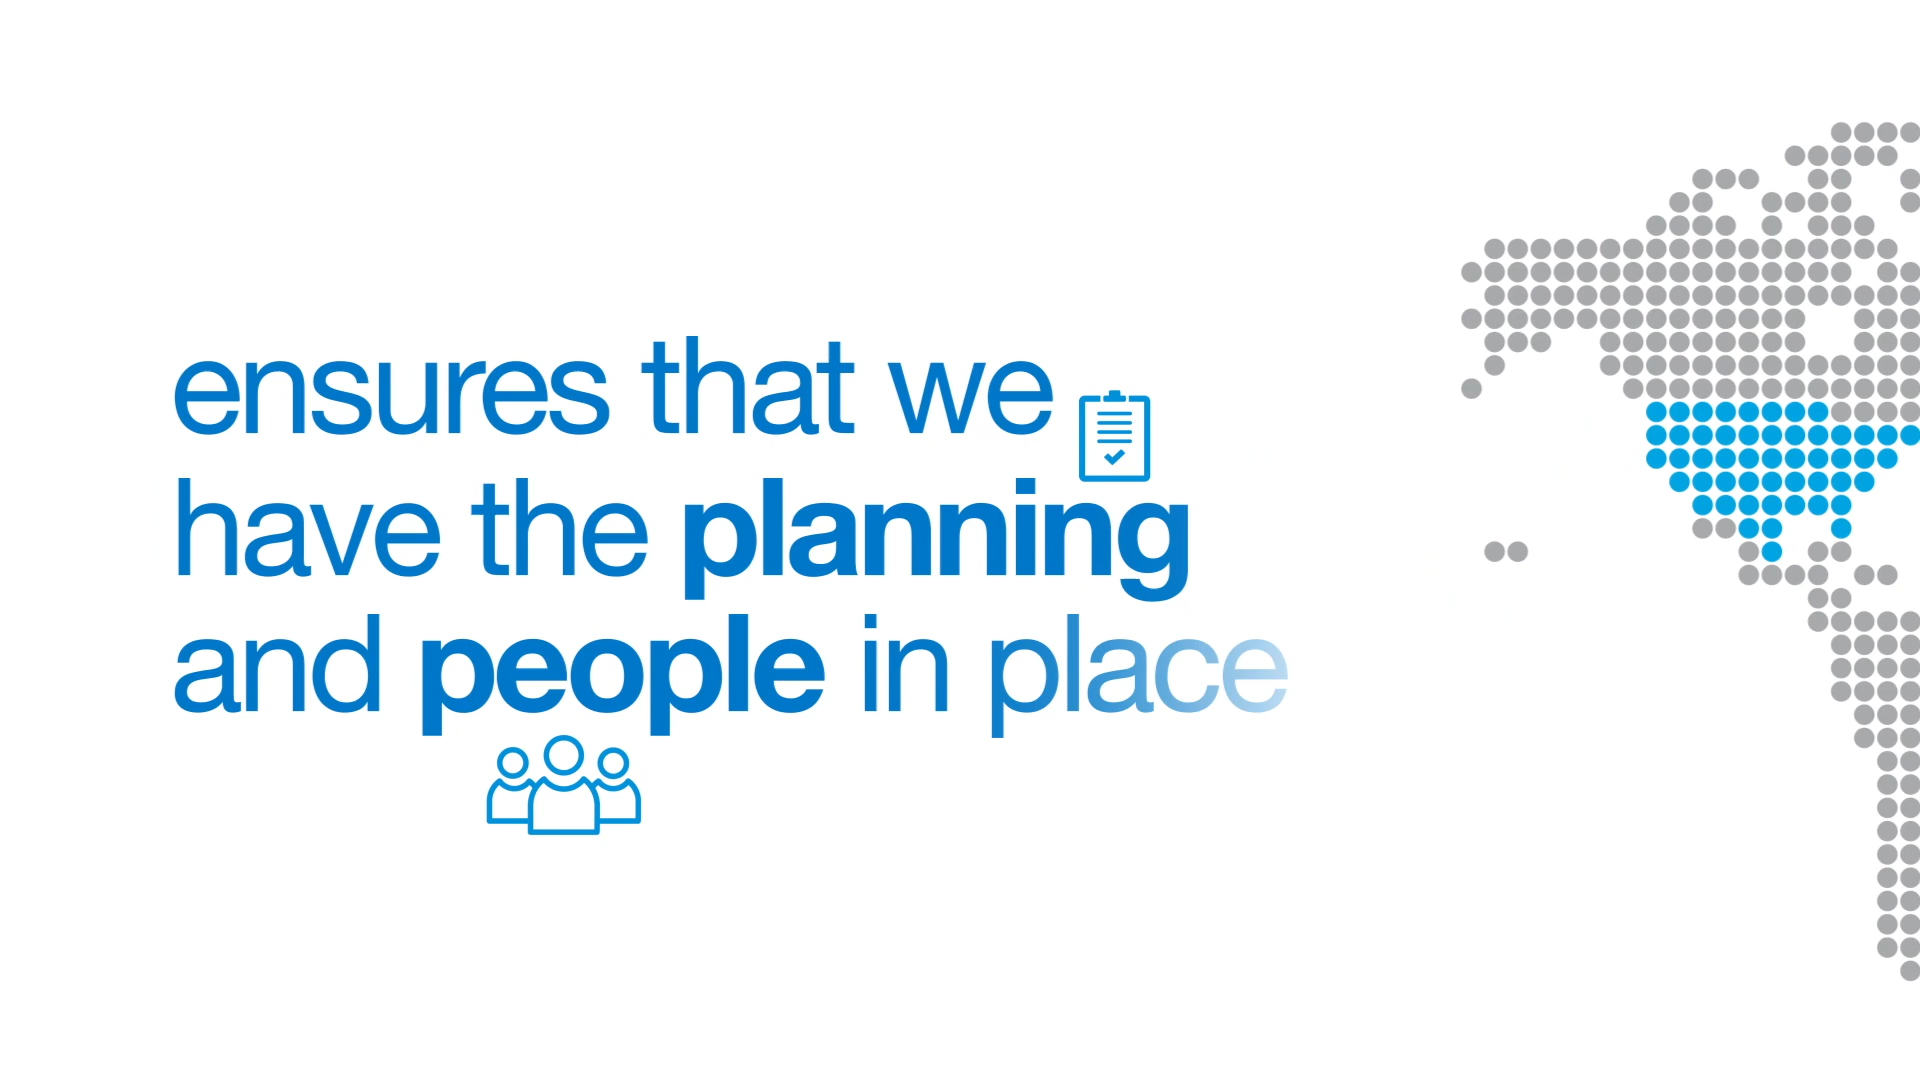 ensures that we
have the planning
and people in place